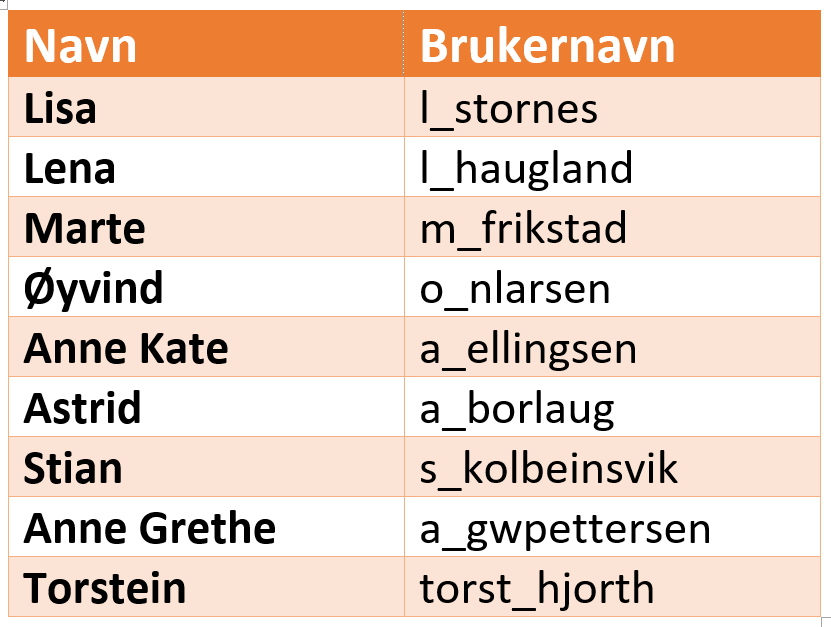 Navn Brukernavn
Lisa l_stornes
Lena l_haugland
Marte m_frikstad
Øyvind o_nlarsen
Anne Kate a_ellingsen
Astrid a_borlaug
Stian s_kolbeinsvik
Anne Grethe a_gwpettersen
Torstein torst_hjorth